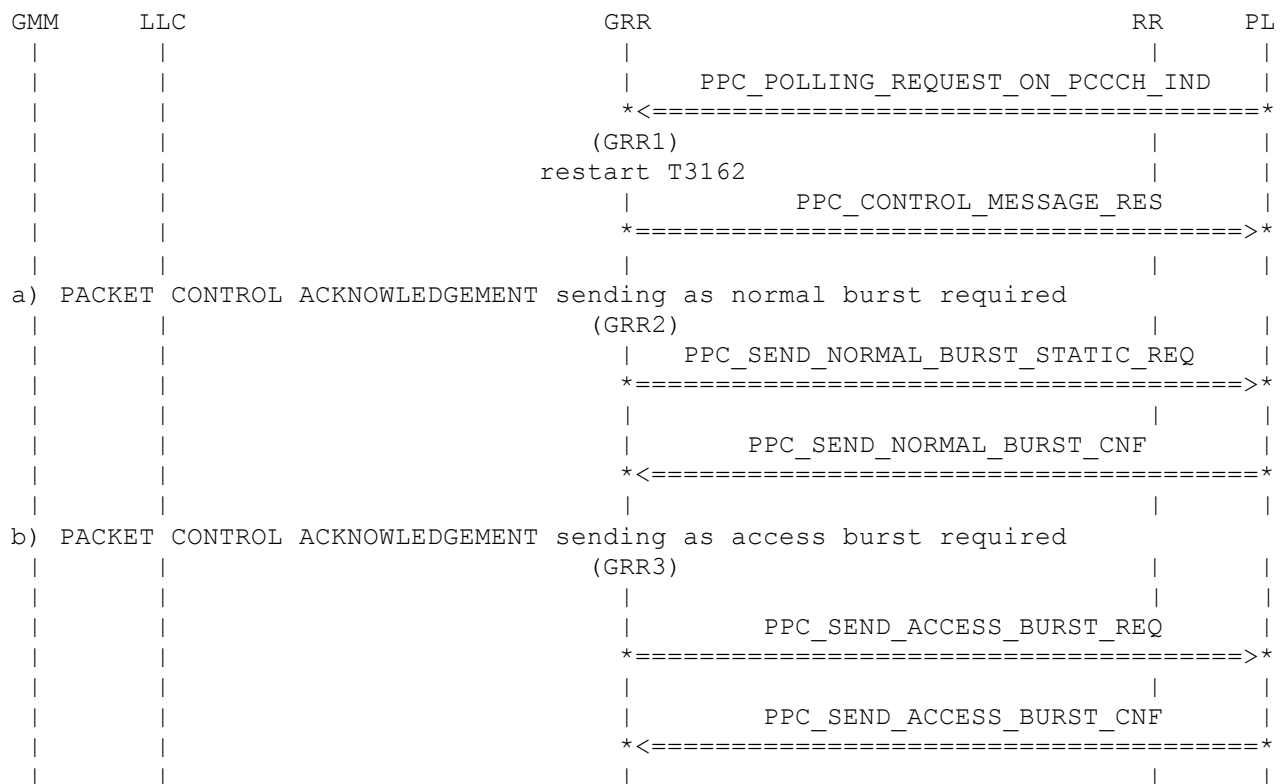 GMM LLC GRR RR PL
PPC_POLLING_REQUEST_ON_PCCCH_IND
*<======================================*
(GRR1)
restart T3162
PPC_CONTROL_MESSAGE_RES
*======================================>*
a) PACKET CONTROL ACKNOWLEDGEMENT sending as normal burst required
(GRR2)
PPC_SEND_NORMAL_BURST_STATIC_REQ
*======================================>*
PPC_SEND_NORMAL_BURST_CNF
*<======================================*
b) PACKET CONTROL ACKNOWLEDGEMENT sending as access burst required
(GRR3)
PPC_SEND_ACCESS_BURST_REQ
*======================================>*
PPC_SEND_ACCESS_BURST_CNF
*<======================================*